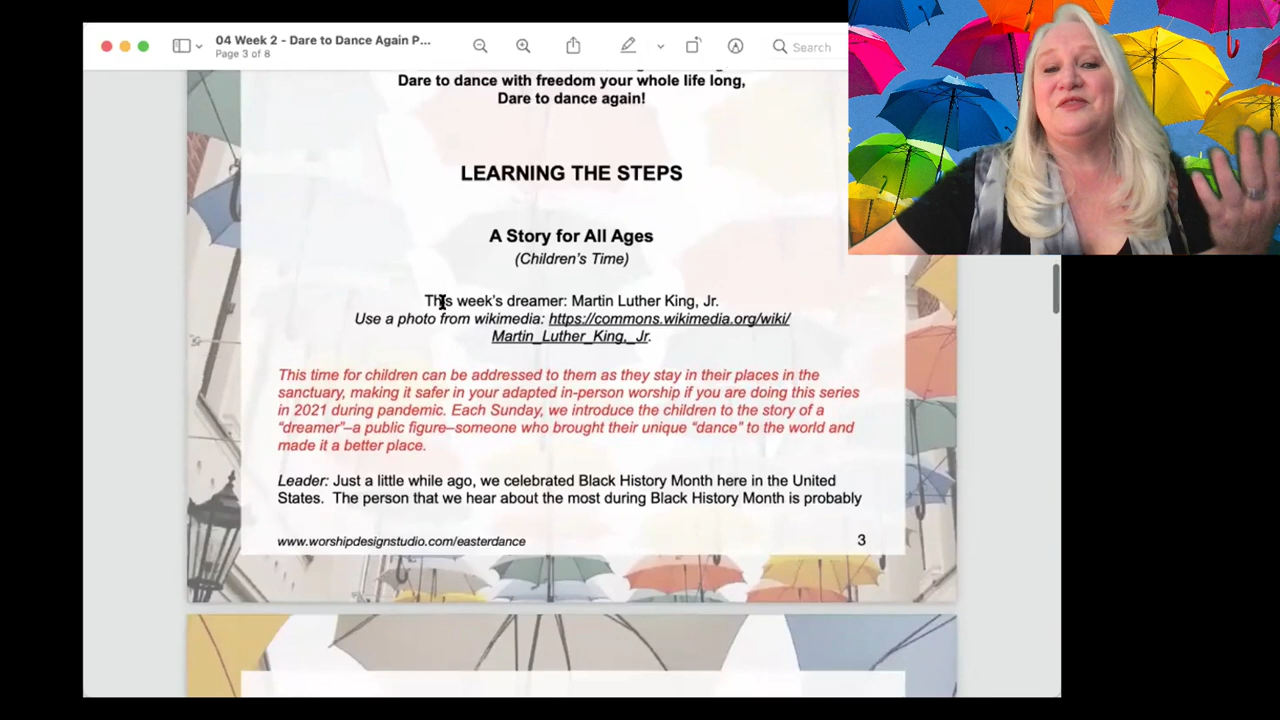 04 Week 2 - Dare to Dance Again P...
Page 3 of 8
Search
Dare to dance with freedom your whole life long,
Dare to dance again!
LEARNING THE STEPS
A Story for All Ages
(Children's Time)
This week's dreamer: Martin Luther King, Jr.
Use a photo from wikimedia: https://commons.wikimedia.org/wiki/
Martin_Luther_King,_Jr.
This time for children can be addressed to them as they stay in their places in the
sanctuary, making it safer in your adapted in-person worship if you are doing this series
in 2021 during pandemic. Each Sunday, we introduce the children to the story of a
"dreamer"–a public figure–someone who brought their unique "dance" to the world and
made it a better place.
Leader: Just a little while ago, we celebrated Black History Month here in the United
States.  The person that we hear about the most during Black History Month is probably
www.worshipdesignstudio.com/easterdance
3